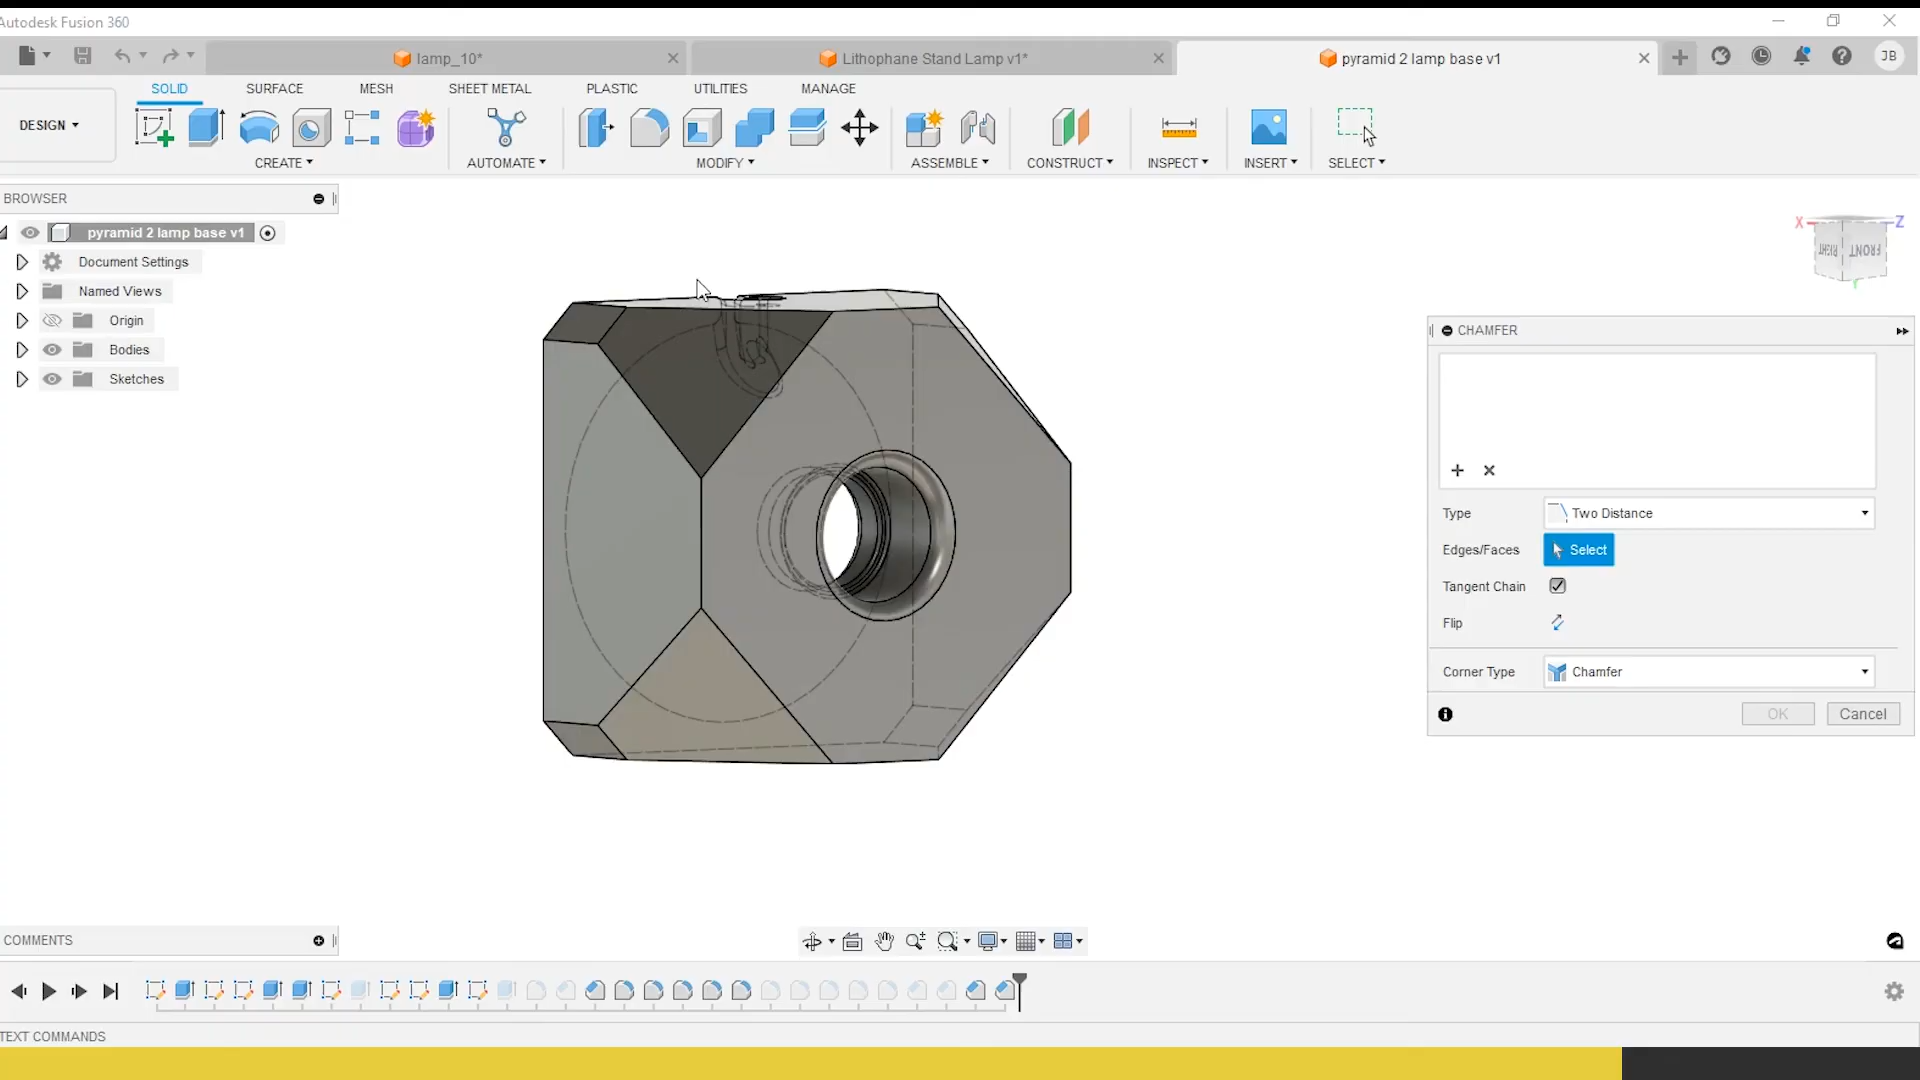 Autodesk Fusion 360
lamp_10*
Lithophane Stand Lamp v1*
pyramid 2 lamp base v1
JB
SOLID
SURFACE
MESH
SHEET METAL
PLASTIC
UTILITIES
MANAGE
DESIGN
CREATE
AUTOMATE
MODIFY
ASSEMBLE
CONSTRUCT
INSPECT
INSERT
SELECT
BROWSER
pyramid 2 lamp base v1
Document Settings
Named Views
Origin
Bodies
Sketches
X
Z
RIGHT
FRONT
Y
CHAMFER
Type
Two Distance
Edges/Faces
Select
Tangent Chain
Flip
Corner Type
Chamfer
OK
Cancel
COMMENTS
TEXT COMMANDS